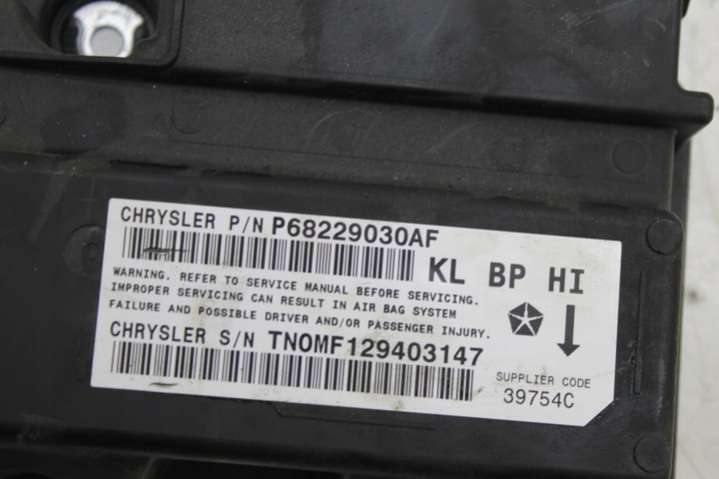 CHRYSLER P/N P68229030AF
KL BP HI
WARNING. REFER TO SERVICE MANUAL BEFORE SERVICING.
IMPROPER SERVICING CAN RESULT IN AIR BAG SYSTEM
FAILURE AND POSSIBLE DRIVER AND/OR PASSENGER INJURY.
CHRYSLER S/N TN0MF129403147
SUPPLIER CODE
39754C